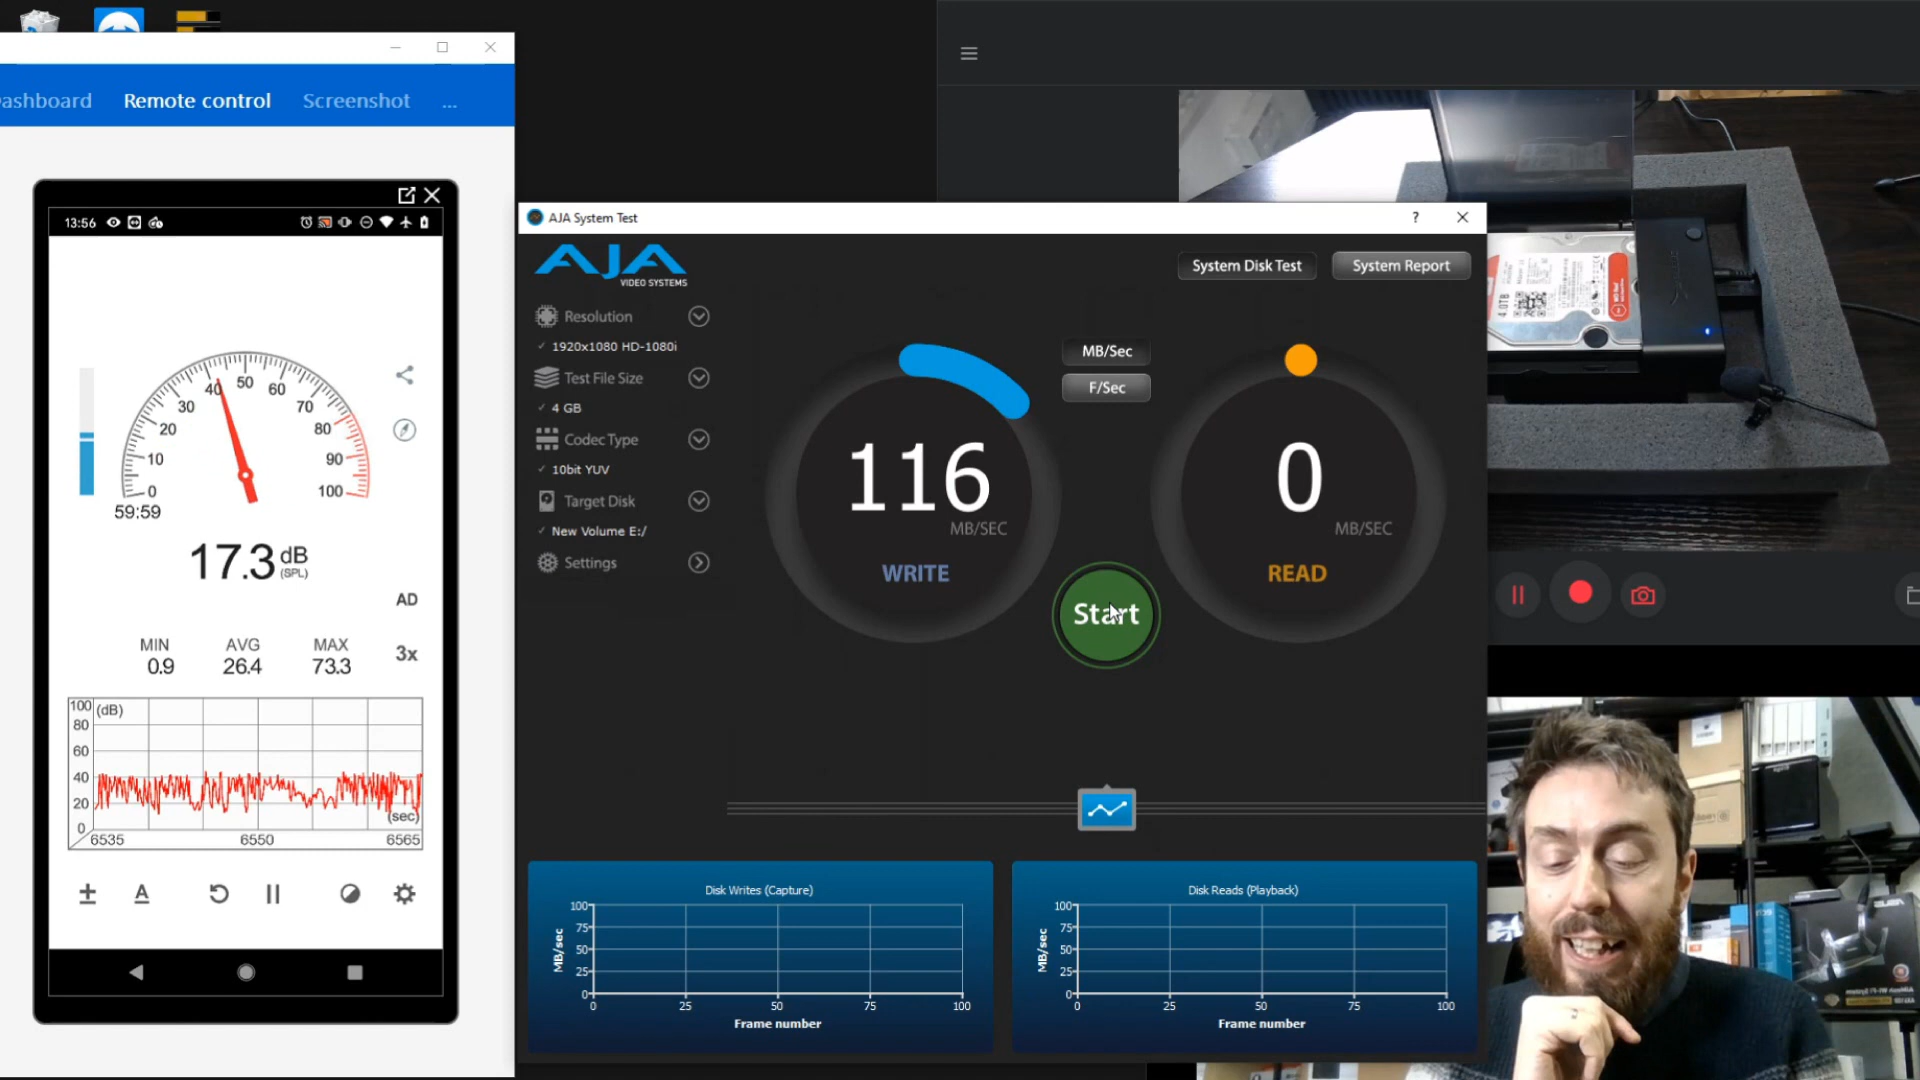 ashboard Remote control Screenshot ...
13:56
0 10 20 30 40 50 60 70 80 90 100
59:59
17.3 dB
(SPL)
AD
MIN AVG MAX
0.9 26.4 73.3
3x
100 (dB)
80
60
40
20
0
(sec)
6535 6550 6565
A
AJA System Test
?
AJA
VIDEO SYSTEMS
System Disk Test System Report
Resolution
1920x1080 HD-1080i
Test File Size
4 GB
Codec Type
10bit YUV
Target Disk
New Volume E:/
Settings
MB/Sec
F/Sec
116
MB/SEC
WRITE
0
MB/SEC
READ
Start
Disk Writes (Capture)
MB/sec
100
75
50
25
0
0 25 50 75 100
Frame number
Disk Reads (Playback)
MB/sec
100
75
50
25
0
0 25 50 75 100
Frame number
4.0TB